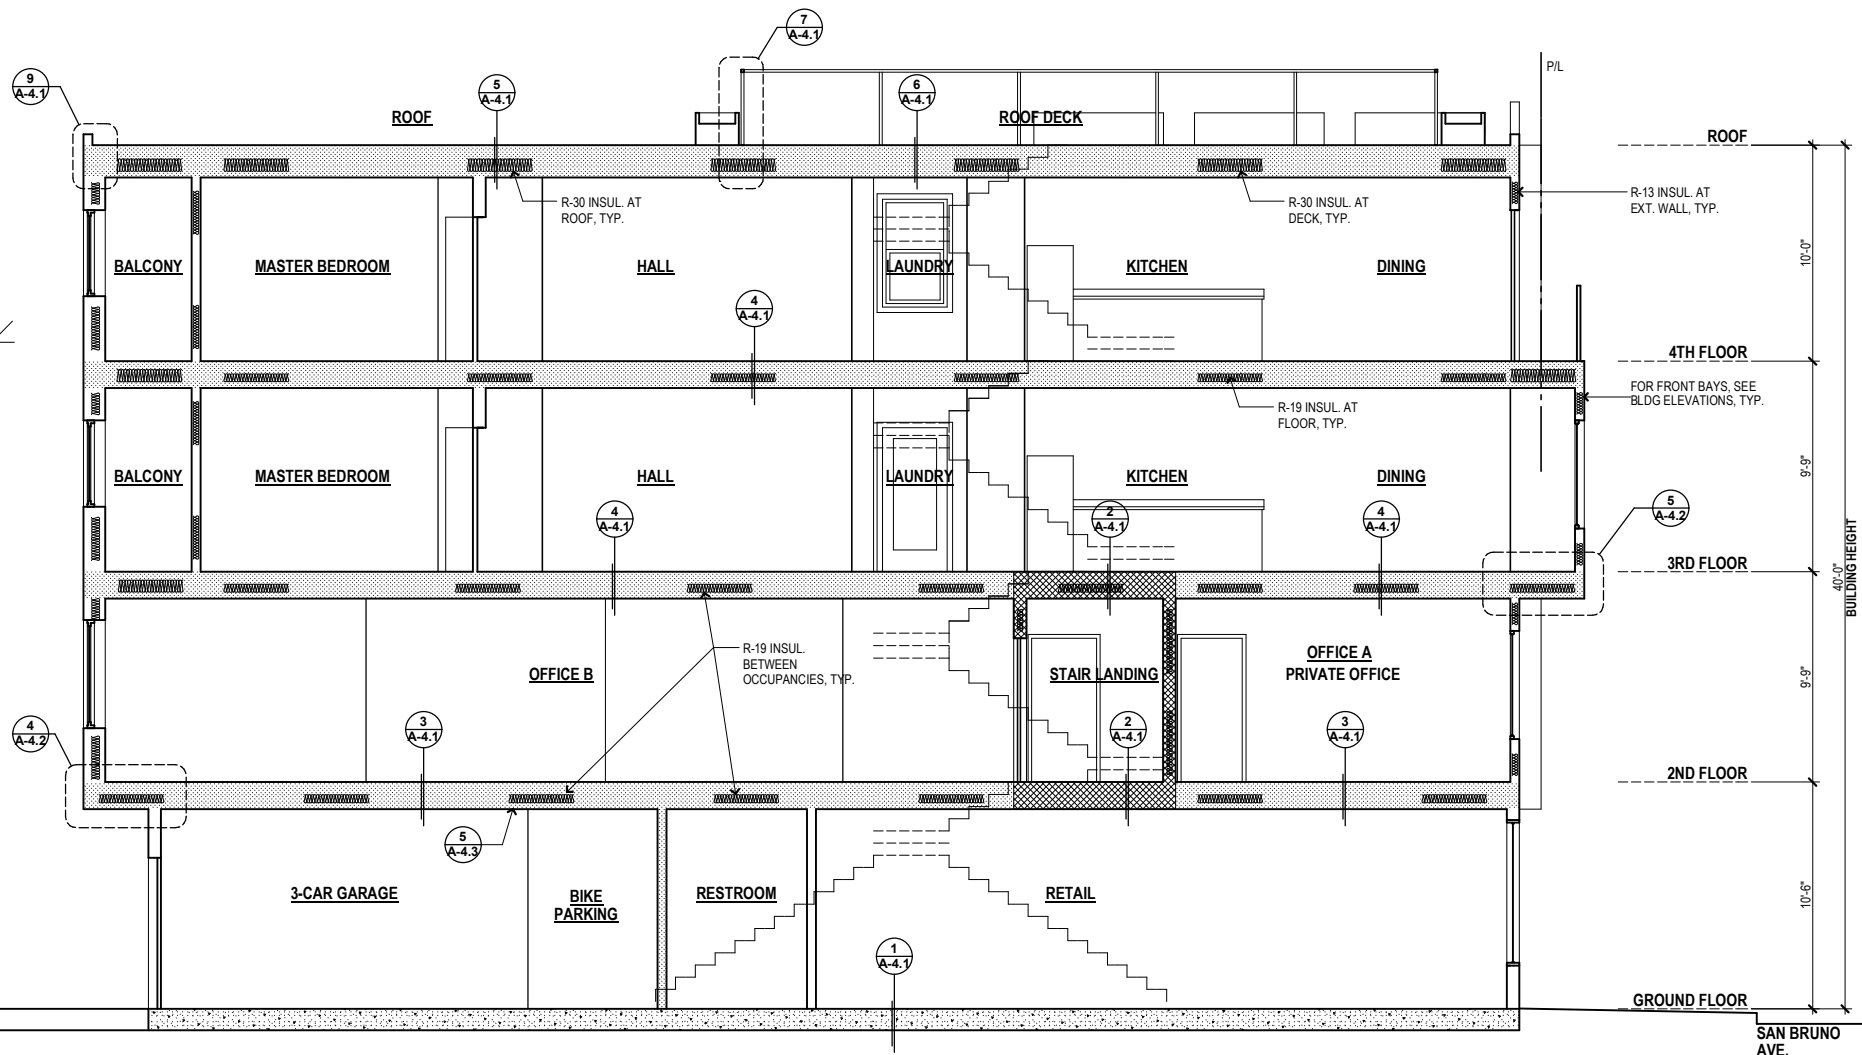 7
A-4.1
9
A-4.1
5
A-4.1
6
A-4.1
P/L
ROOF
ROOF DECK
ROOF
R-30 INSUL. AT
ROOF, TYP.
R-30 INSUL. AT
DECK, TYP.
R-13 INSUL. AT
EXT. WALL, TYP.
BALCONY
MASTER BEDROOM
HALL
LAUNDRY
KITCHEN
DINING
10'-0"
4
A-4.1
4TH FLOOR
FOR FRONT BAYS, SEE
BLDG ELEVATIONS, TYP.
R-19 INSUL. AT
FLOOR, TYP.
BALCONY
MASTER BEDROOM
HALL
LAUNDRY
KITCHEN
DINING
9'-9"
4
A-4.1
2
A-4.1
4
A-4.1
5
A-4.2
3RD FLOOR
40'-0"
BUILDING HEIGHT
R-19 INSUL.
BETWEEN
OCCUPANCIES, TYP.
OFFICE B
STAIR LANDING
OFFICE A
PRIVATE OFFICE
9'-9"
4
A-4.2
3
A-4.1
2
A-4.1
3
A-4.1
2ND FLOOR
5
A-4.3
3-CAR GARAGE
BIKE
PARKING
RESTROOM
RETAIL
10'-6"
1
A-4.1
GROUND FLOOR
SAN BRUNO
AVE.